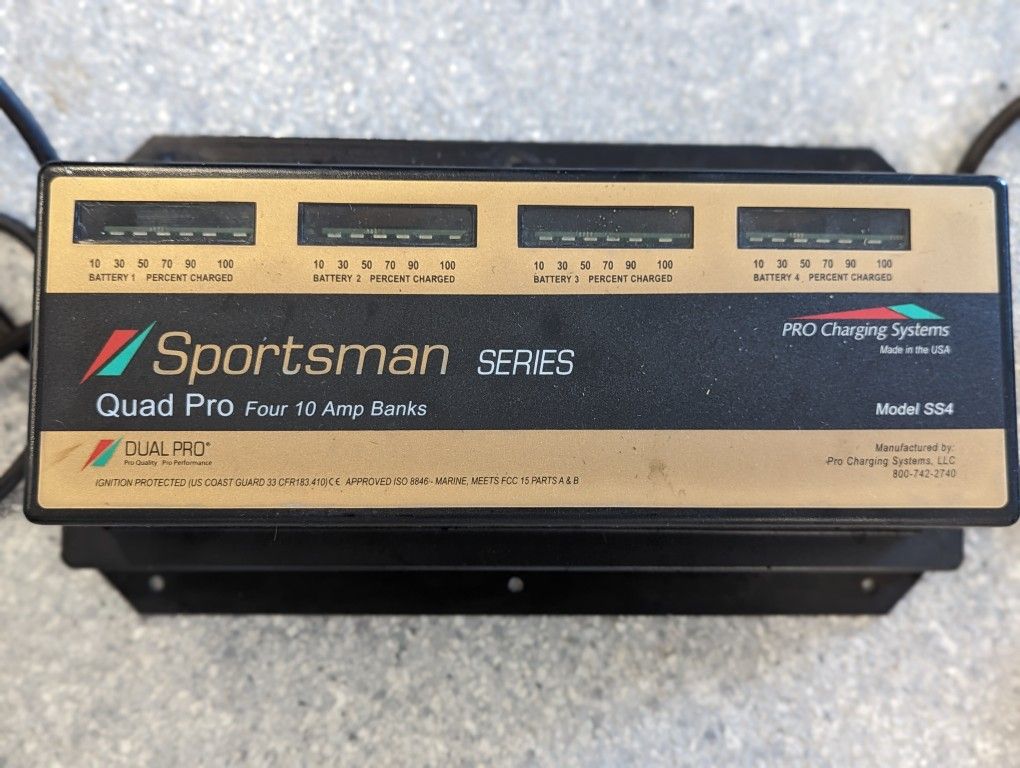 10 30 50 70 90 100
BATTERY 1 PERCENT CHARGED
10 30 50 70 90 100
BATTERY 2 PERCENT CHARGED
10 30 50 70 90 100
BATTERY 3 PERCENT CHARGED
10 30 50 70 90 100
BATTERY 4 PERCENT CHARGED
Sportsman SERIES
Quad Pro Four 10 Amp Banks
PRO Charging Systems
Made in the USA
Model SS4
DUAL PRO®
Pro Quality Pro Performance
IGNITION PROTECTED (US COAST GUARD 33 CFR183.410) CE APPROVED ISO 8846 - MARINE, MEETS FCC 15 PARTS A & B
Manufactured by:
Pro Charging Systems, LLC
800-742-2740